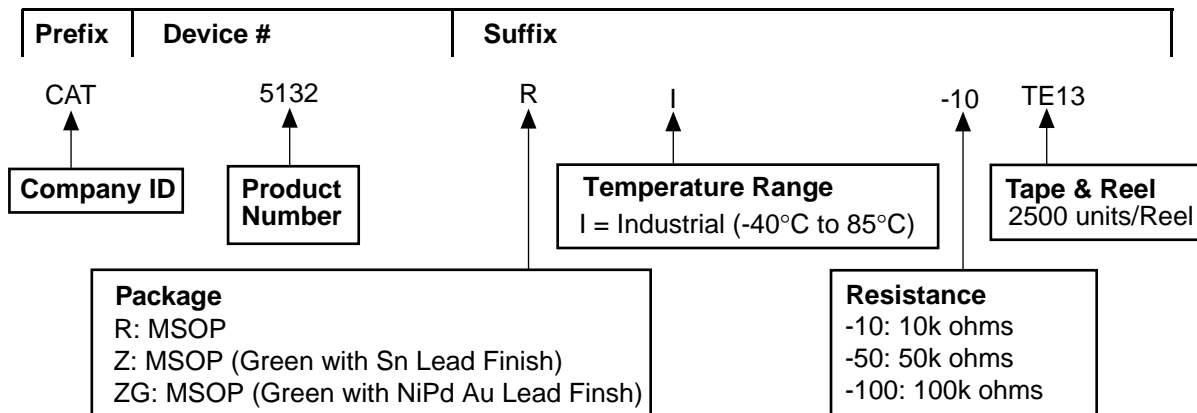 Prefix Device # Suffix
CAT 5132 R I -10 TE13
Company ID
Product
Number
Temperature Range
I = Industrial (-40°C to 85°C)
Tape & Reel
2500 units/Reel
Package
R: MSOP
Z: MSOP (Green with Sn Lead Finish)
ZG: MSOP (Green with NiPd Au Lead Finsh)
Resistance
-10: 10k ohms
-50: 50k ohms
-100: 100k ohms